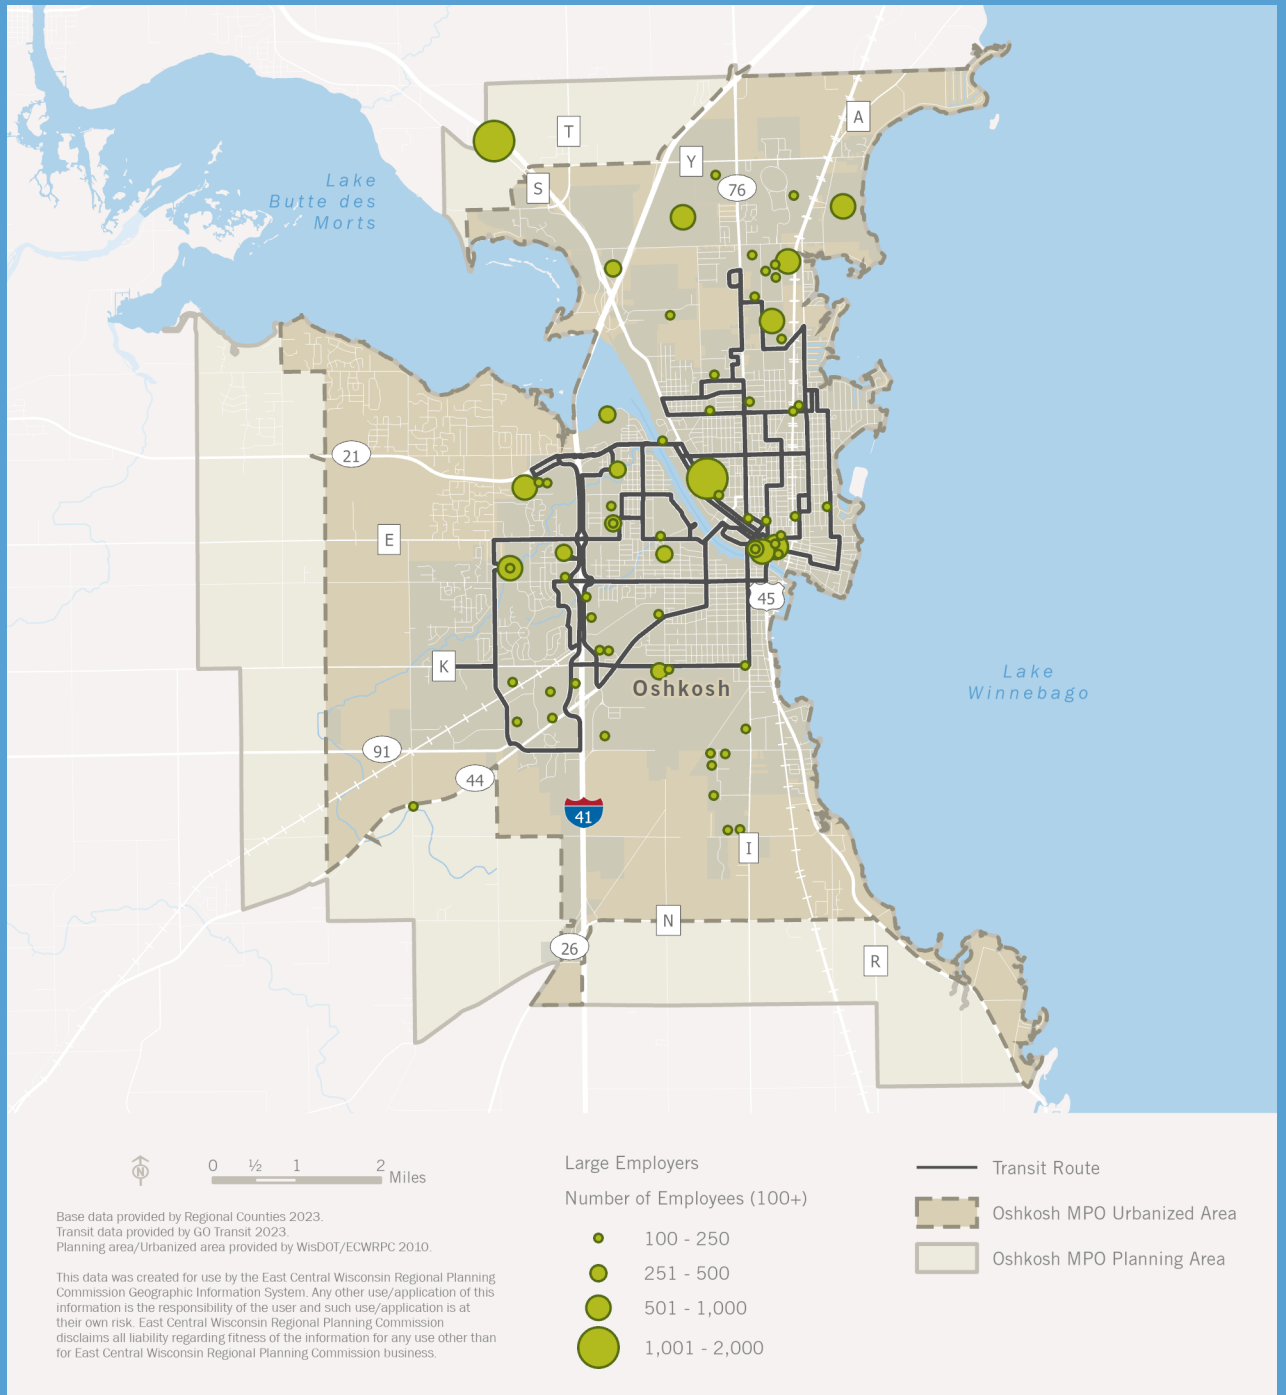 T
A
Y
S
76
Lake
Butte des
Morts
21
E
45
K
Oshkosh
Lake
Winnebago
91
44
41
I
N
26
R
N
0 ½ 1 2 Miles
Base data provided by Regional Counties 2023.
Transit data provided by GO Transit 2023.
Planning area/Urbanized area provided by WisDOT/ECWRPC 2010.
This data was created for use by the East Central Wisconsin Regional Planning
Commission Geographic Information System. Any other use/application of this
information is the responsibility of the user and such use/application is at
their own risk. East Central Wisconsin Regional Planning Commission
disclaims all liability regarding fitness of the information for any use other than
for East Central Wisconsin Regional Planning Commission business.
Large Employers
Number of Employees (100+)
100 - 250
251 - 500
501 - 1,000
1,001 - 2,000
Transit Route
Oshkosh MPO Urbanized Area
Oshkosh MPO Planning Area